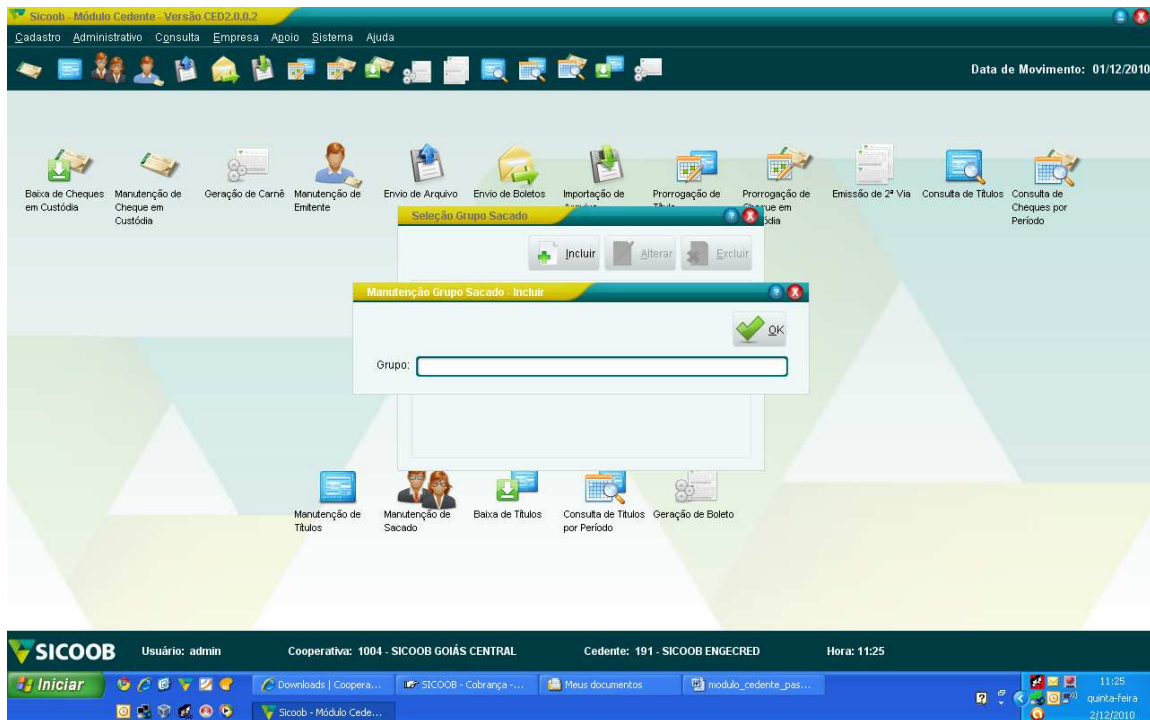 Sicoob - Módulo Cedente - Versão CED2.0.0.2
Cadastro Administrativo Consulta Empresa Apoio Sistema Ajuda
Data de Movimento: 01/12/2010
Baixa de Cheques em Custódia
Manutenção de Cheque em Custódia
Geração de Carnê
Manutenção de Emitente
Envio de Arquivo
Envio de Boletos
Importação de
Prorrogação de
Prorrogação de
Emissão de 2ª Via
Consulta de Títulos
Consulta de Cheques por Período
Seleção Grupo Sacado
Incluir Alterar Excluir
Manutenção Grupo Sacado - Incluir
OK
Grupo:
Manutenção de Títulos
Manutenção de Sacado
Baixa de Títulos
Consulta de Títulos por Período
Geração de Boleto
SICOOB Usuário: admin Cooperativa: 1004 - SICOOB GOIÁS CENTRAL Cedente: 191 - SICOOB ENGECRED Hora: 11:25
Iniciar Downloads | Coopera... SICOOB - Cobrança -... Meus documentos modulo_cedente_pas... 11:25
quinta-feira
Sicoob - Módulo Cede... 2/12/2010